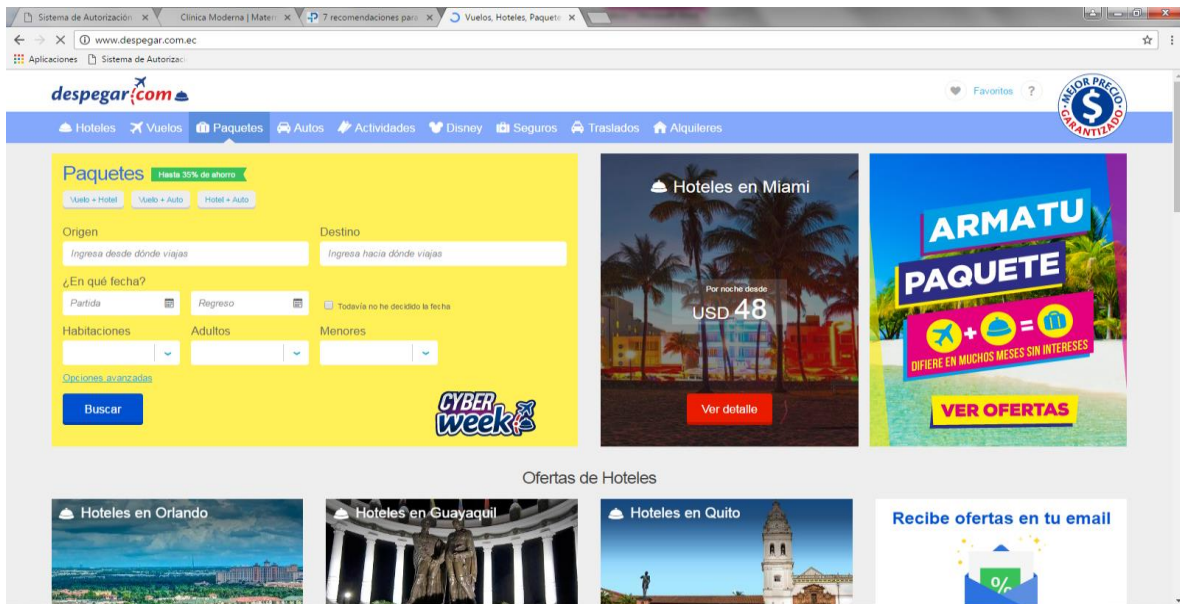 Sistema de Autorización
Clínica Moderna | Matern
7 recomendaciones para
Vuelos, Hoteles, Paquete
www.despegar.com.ec
Aplicaciones
Sistema de Autorizaci
despegar.com
Favoritos
?
MEJOR PRECIO
$
GARANTIZADO
Hoteles
Vuelos
Paquetes
Autos
Actividades
Disney
Seguros
Traslados
Alquileres
Paquetes
Hasta 35% de ahorro
Vuelo + Hotel
Vuelo + Auto
Hotel + Auto
Origen
Destino
Ingresa desde dónde viajas
Ingresa hacia dónde viajas
¿En qué fecha?
Partida
Regreso
Todavía no he decidido la fecha
Habitaciones
Adultos
Menores
Opciones avanzadas
Buscar
CYBER
Week
Hoteles en Miami
Por noche desde
USD 48
Ver detalle
ARMA TU
PAQUETE
+ =
DIFIERE EN MUCHOS MESES SIN INTERESES
VER OFERTAS
Ofertas de Hoteles
Hoteles en Orlando
Hoteles en Guayaquil
Hoteles en Quito
Recibe ofertas en tu email
%